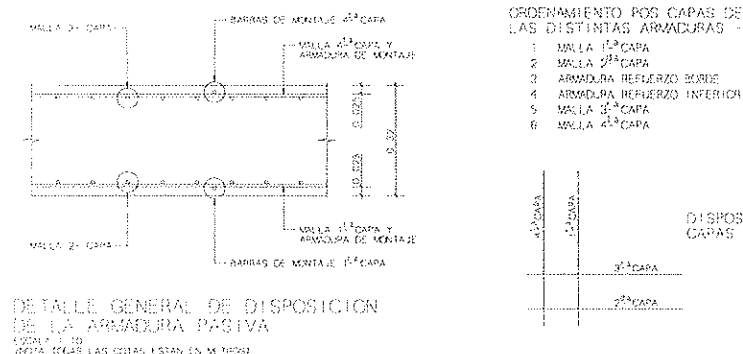 MALLA 3ª CAPA
BARRAS DE MONTAJE 4ª CAPA
MALLA 4ª CAPA Y
ARMADURA DE MONTAJE
0.025
0.32
0.025
MALLA 2ª CAPA
MALLA 1ª CAPA Y
ARMADURA DE MONTAJE
BARRAS DE MONTAJE 1ª CAPA
DETALLE GENERAL DE DISPOSICION
DE LA ARMADURA PASIVA
ESCALA 1:10
(NOTA TODAS LAS COTAS ESTAN EN METROS)
ORDENAMIENTO POS CAPAS DE
LAS DISTINTAS ARMADURAS -
1 MALLA 1ª CAPA
2 MALLA 2ª CAPA
3 ARMADURA REFUERZO BORDE
4 ARMADURA REFUERZO INFERIOR
5 MALLA 3ª CAPA
6 MALLA 4ª CAPA
4ª CAPA
1ª CAPA
DISPOS
CAPAS
3ª CAPA
2ª CAPA